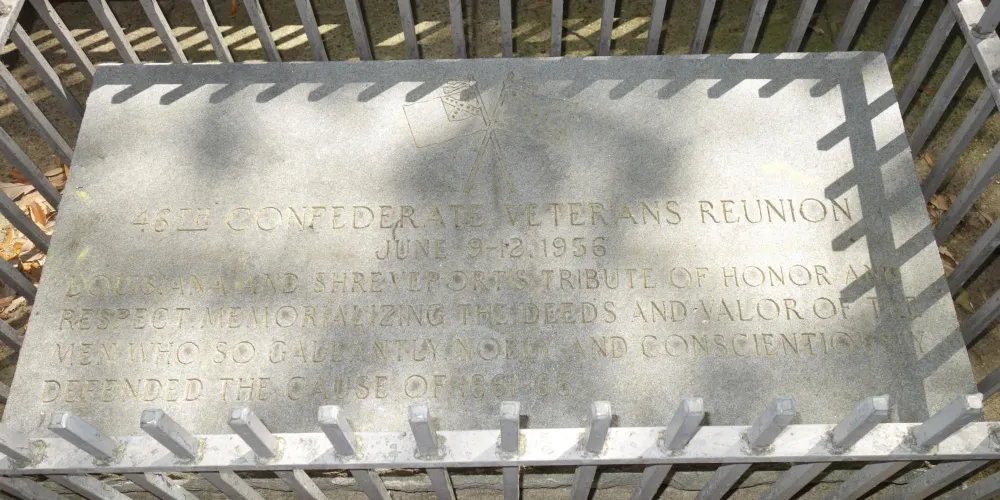 46TH CONFEDERATE VETERANS REUNION
JUNE 9-12, 1936
LOUISIANA AND SHREVEPORT'S TRIBUTE OF HONOR AND
RESPECT MEMORIALIZING THE DEEDS AND VALOR OF THE
MEN WHO SO GALLANTLY NOBLY AND CONSCIENTIOUSLY
DEFENDED THE CAUSE OF 1861-65